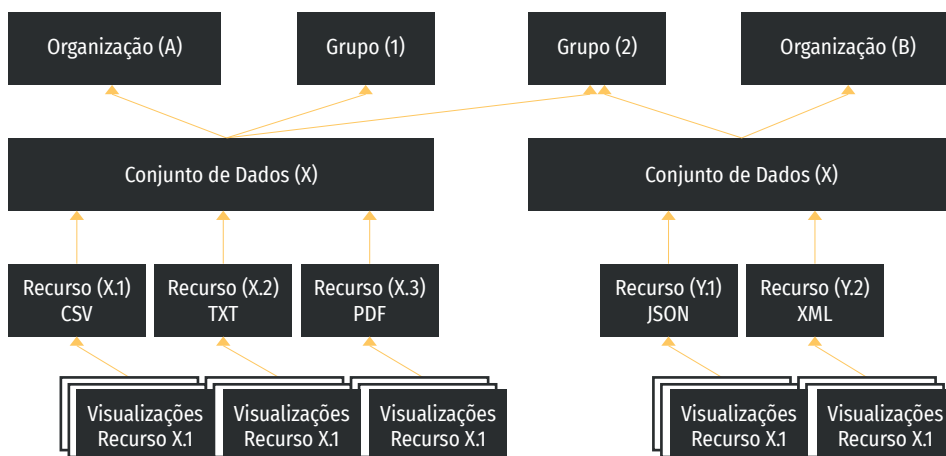 Organização (A)
Grupo (1)
Grupo (2)
Organização (B)
Conjunto de Dados (X)
Conjunto de Dados (X)
Recurso (X.1)
CSV
Recurso (X.2)
TXT
Recurso (X.3)
PDF
Recurso (Y.1)
JSON
Recurso (Y.2)
XML
Visualizações
Recurso X.1
Visualizações
Recurso X.1
Visualizações
Recurso X.1
Visualizações
Recurso X.1
Visualizações
Recurso X.1